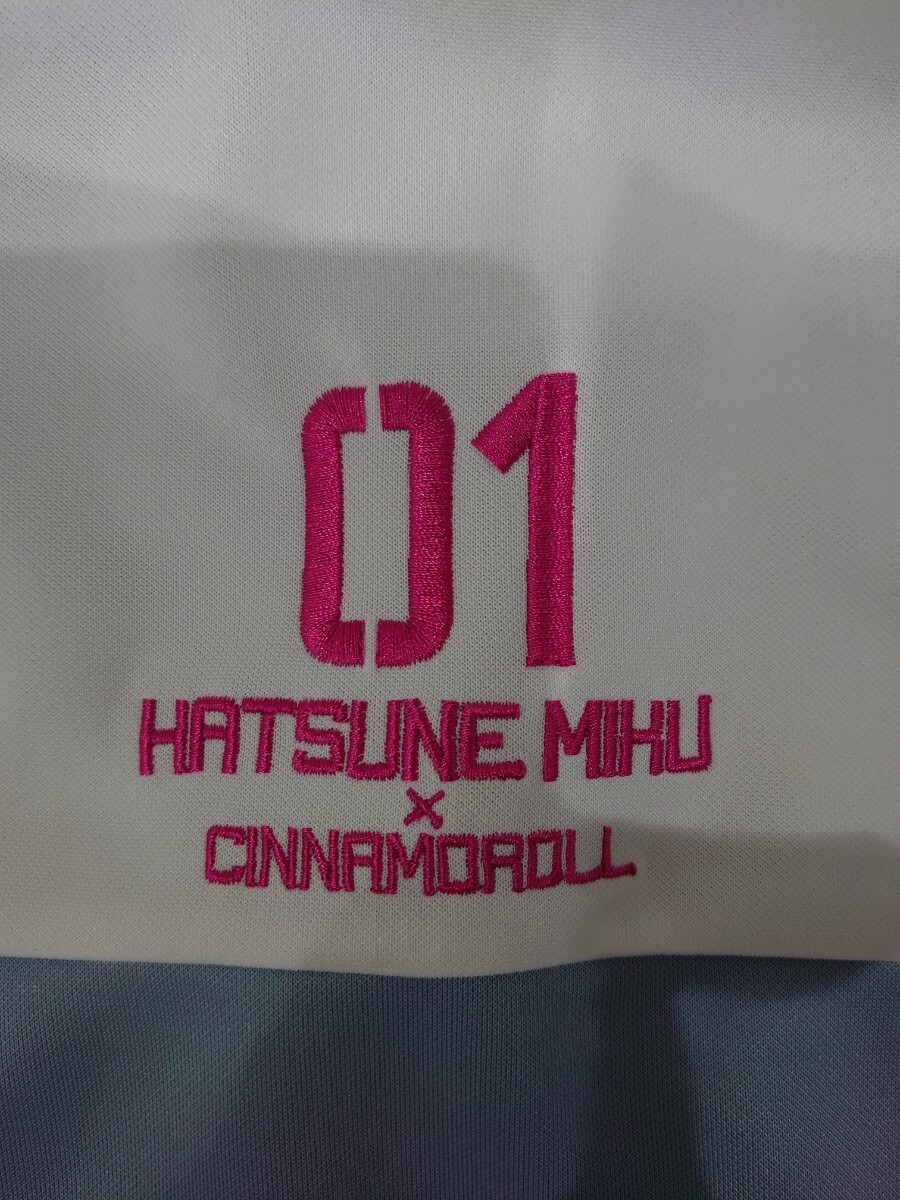 01
HATSUNE MIKU
×
CINNAMOROLL